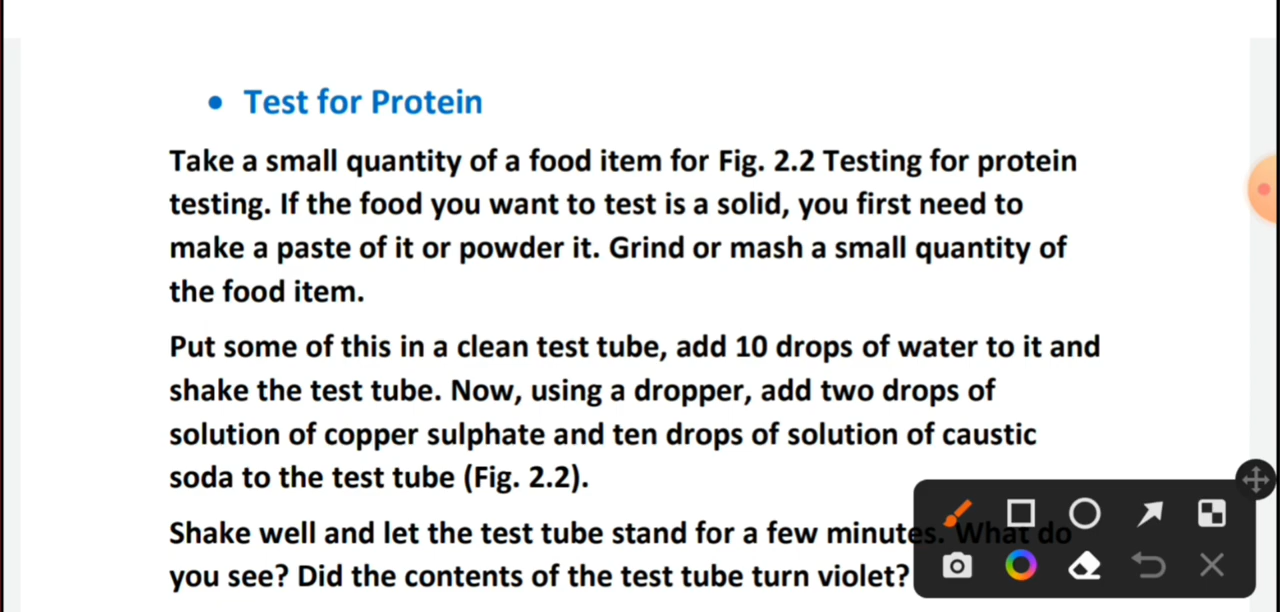 • Test for Protein
Take a small quantity of a food item for Fig. 2.2 Testing for protein
testing. If the food you want to test is a solid, you first need to
make a paste of it or powder it. Grind or mash a small quantity of
the food item.
Put some of this in a clean test tube, add 10 drops of water to it and
shake the test tube. Now, using a dropper, add two drops of
solution of copper sulphate and ten drops of solution of caustic
soda to the test tube (Fig. 2.2).
Shake well and let the test tube stand for a few minutes. What do
you see? Did the contents of the test tube turn violet?